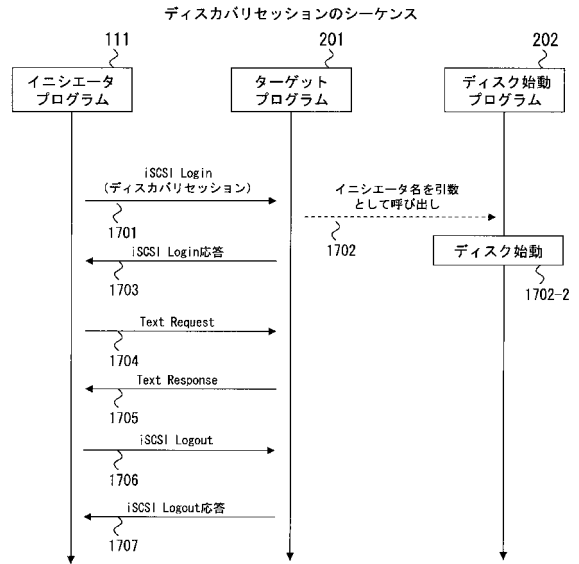 ディスカバリセッションのシーケンス
111
201
202
イニシエータ
プログラム
ターゲット
プログラム
ディスク始動
プログラム
iSCSI Login
(ディスカバリセッション)
1701
イニシエータ名を引数
として呼び出し
1702
ディスク始動
1702-2
iSCSI Login応答
1703
Text Request
1704
Text Response
1705
iSCSI Logout
1706
iSCSI Logout応答
1707